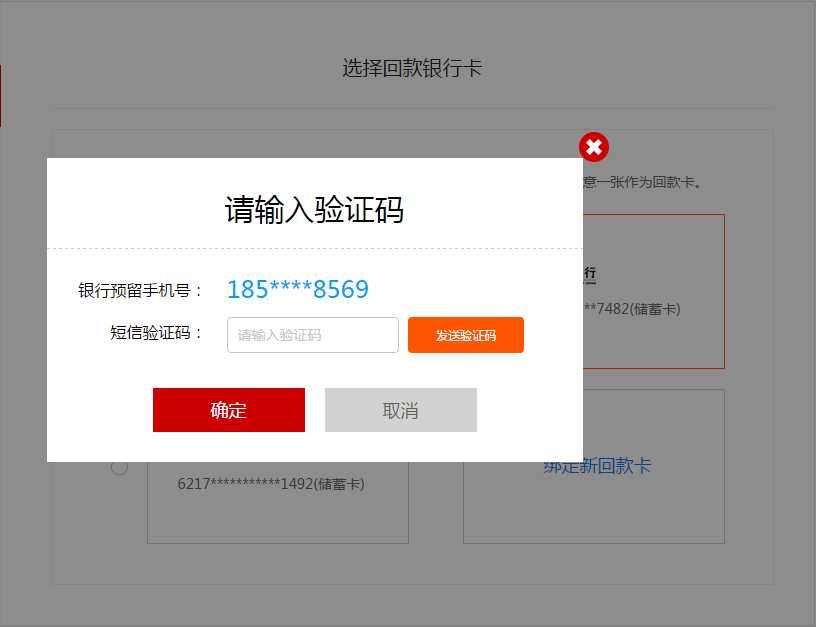 选择回款银行卡
意一张作为回款卡。
请输入验证码
行
银行预留手机号：
185****8569
**7482(储蓄卡)
短信验证码：
请输入验证码
发送验证码
确定
取消
绑定新回款卡
6217***********1492(储蓄卡)